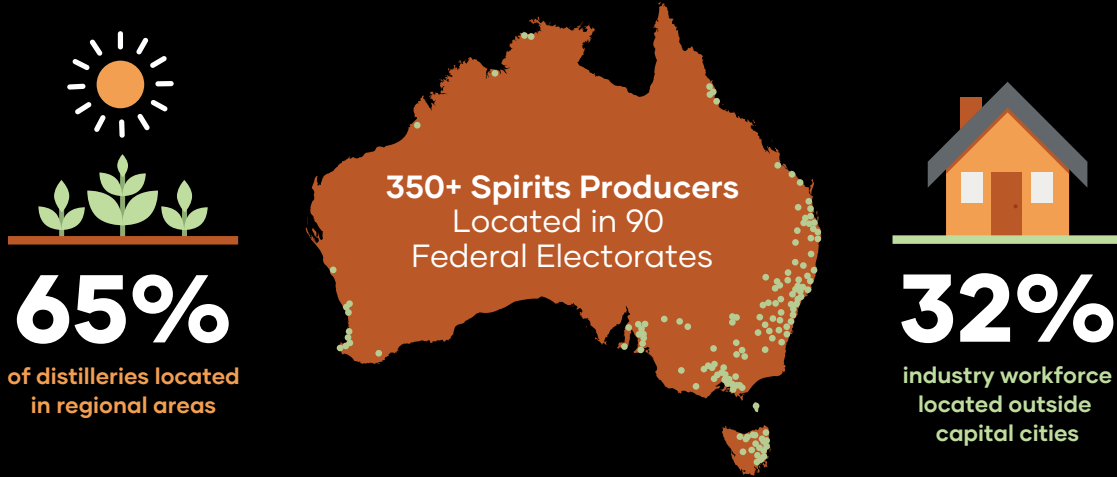 65%
of distilleries located
in regional areas
350+ Spirits Producers
Located in 90
Federal Electorates
32%
industry workforce
located outside
capital cities